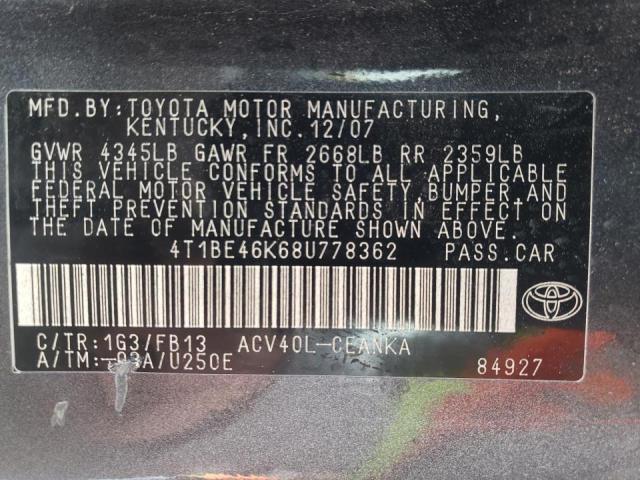 MFD.BY:TOYOTA MOTOR MANUFACTURING,
KENTUCKY,INC.12/07
GVWR 4345LB GAWR FR 2668LB RR 2359LB
THIS VEHICLE CONFORMS TO ALL APPLICABLE
FEDERAL MOTOR VEHICLE SAFETY,BUMPER,AND
THEFT PREVENTION STANDARDS IN EFFECT ON
THE DATE OF MANUFACTURE SHOWN ABOVE.
4T1BE46K68U778362 PASS.CAR
C/TR:1G3/FB13 ACV40L-CEANKA
A/TM:-03A/U250E 84927